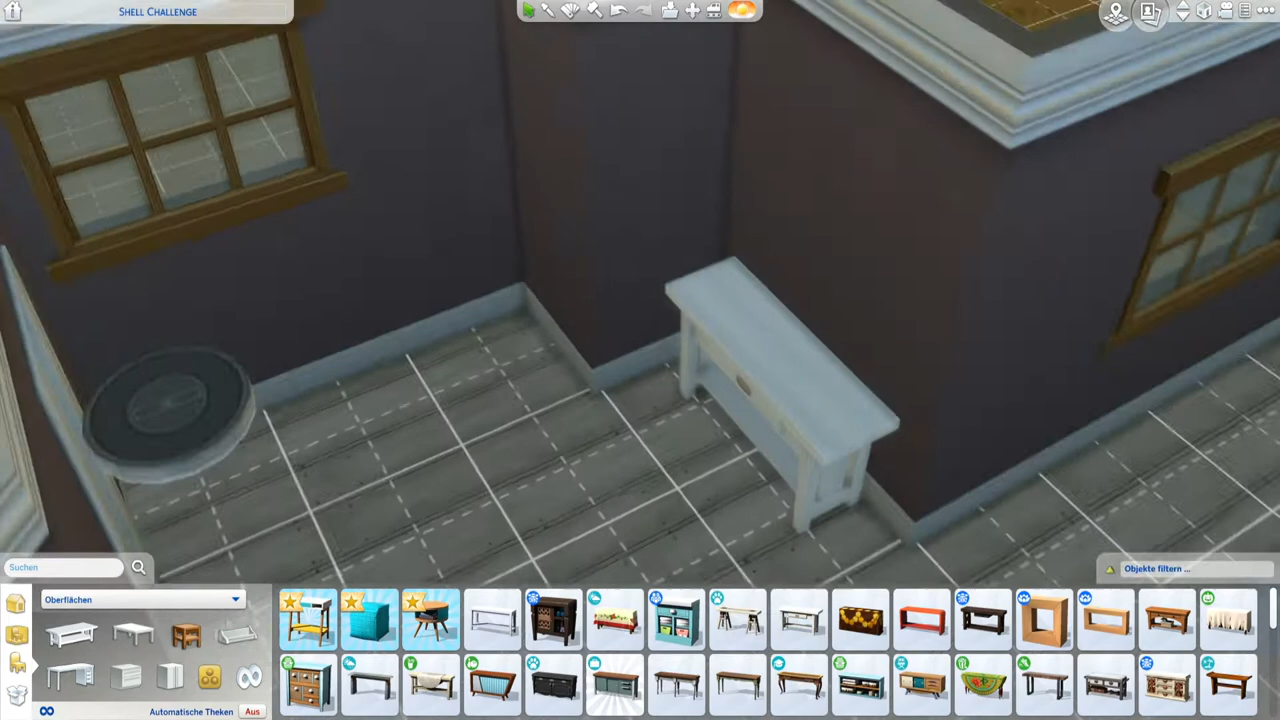 Shell Challenge
Suchen
Objekte filtern ...
Oberflächen
Automatische Theken
Aus